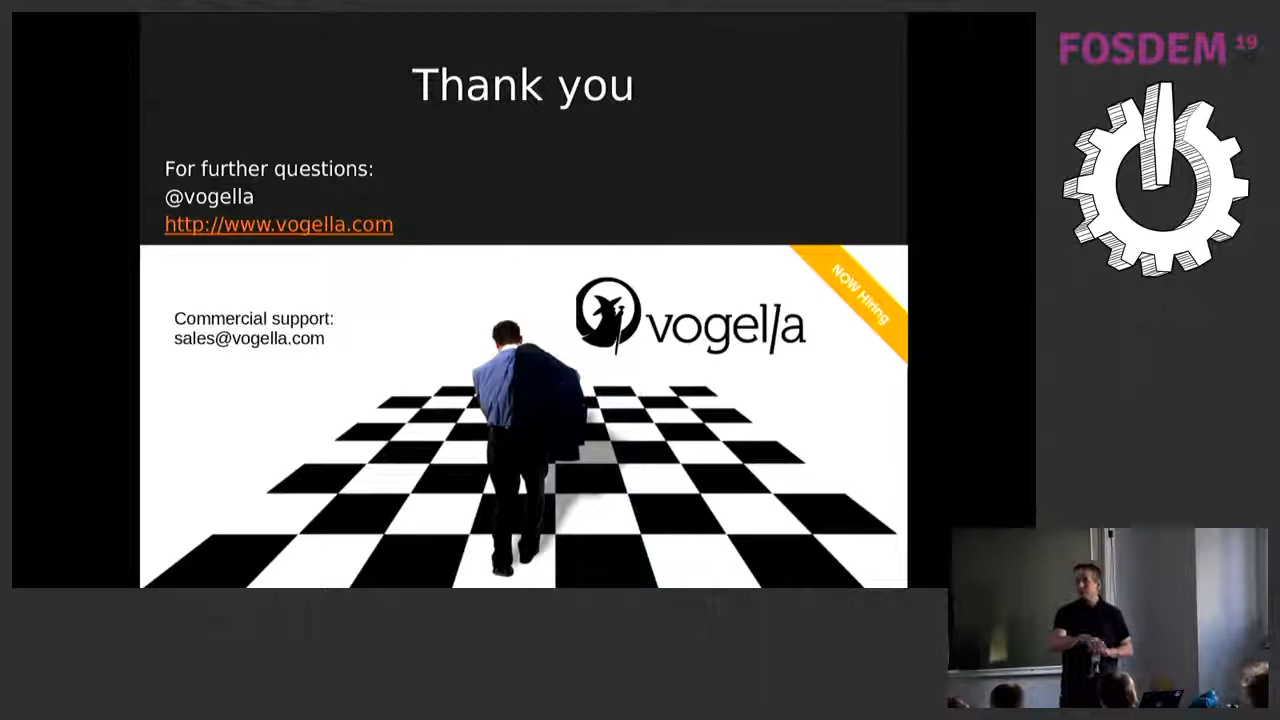 Thank you
For further questions:
@vogella
http://www.vogella.com
Commercial support:
sales@vogella.com
vogella
NOW Hiring
FOSDEM 19